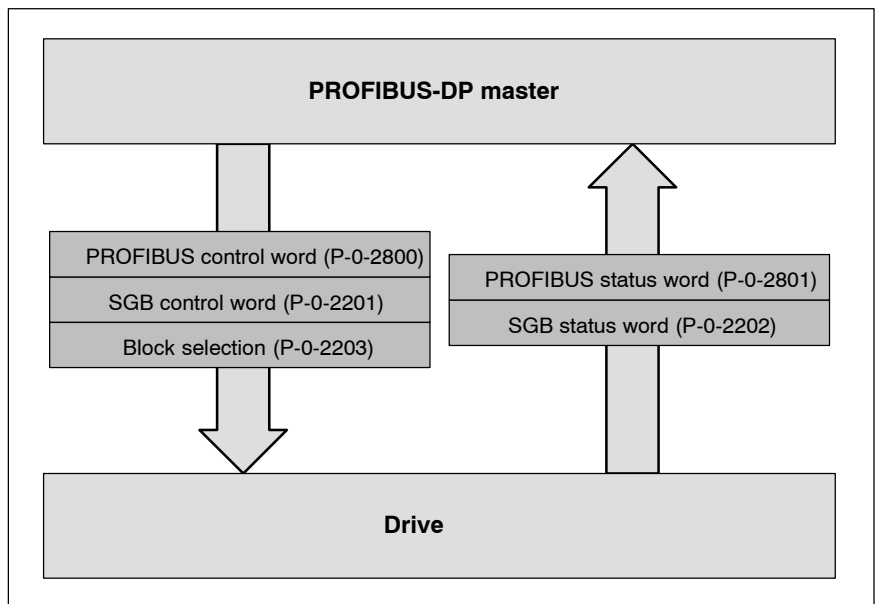 PROFIBUS-DP master
PROFIBUS control word (P-0-2800)
SGB control word (P-0-2201)
Block selection (P-0-2203)
PROFIBUS status word (P-0-2801)
SGB status word (P-0-2202)
Drive